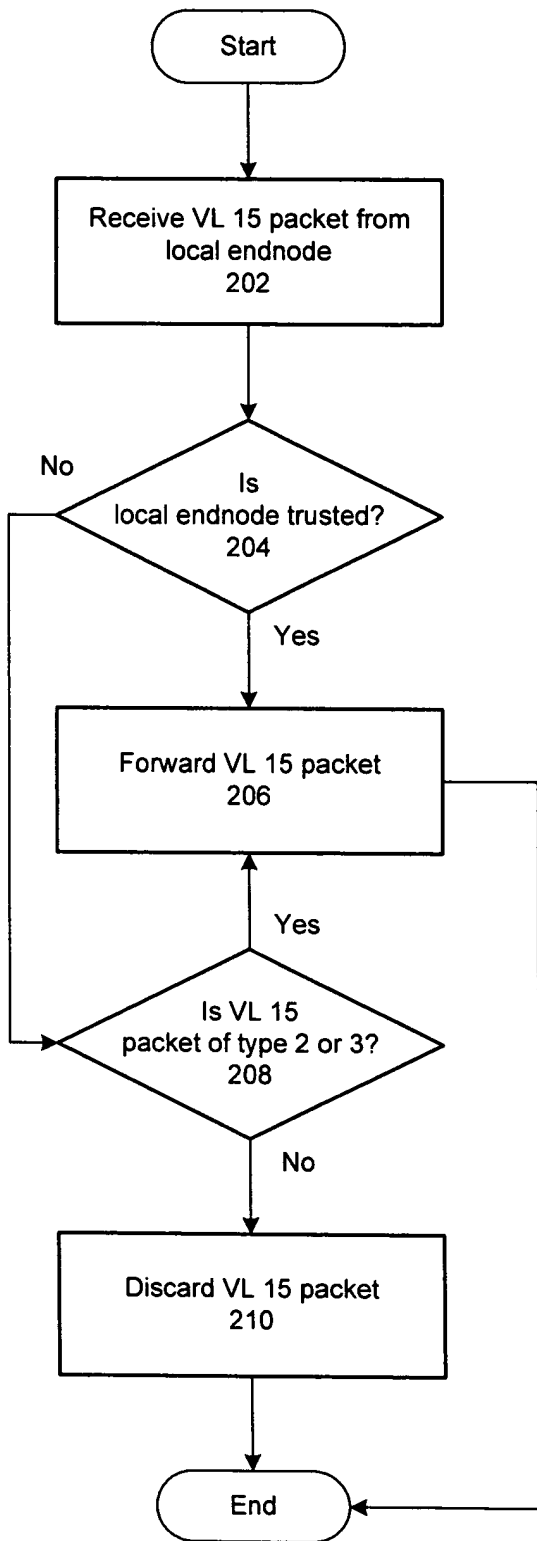 Start
Receive VL 15 packet from
local endnode
202
No
Is
local endnode trusted?
204
Yes
Forward VL 15 packet
206
Yes
Is VL 15
packet of type 2 or 3?
208
No
Discard VL 15 packet
210
End